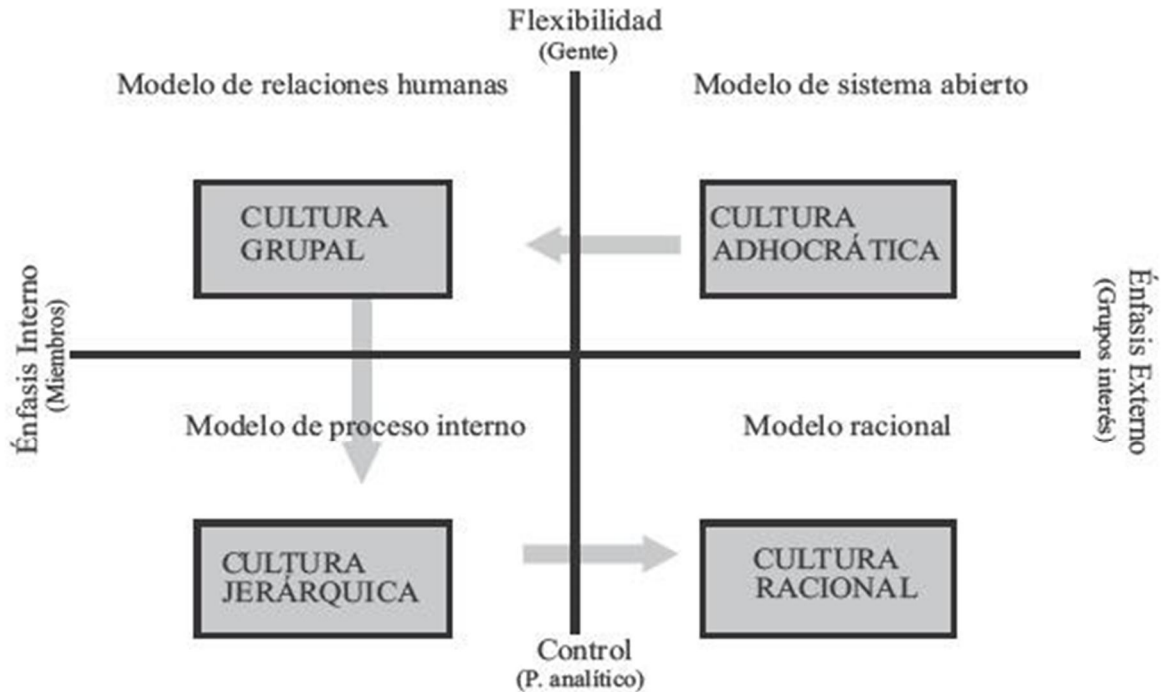 Flexibilidad
(Gente)
Modelo de relaciones humanas
Modelo de sistema abierto
CULTURA
GRUPAL
CULTURA
ADHOCRÁTICA
Énfasis Interno
(Miembros)
Énfasis Externo
(Grupos interés)
Modelo de proceso interno
Modelo racional
CULTURA
JERÁRQUICA
CULTURA
RACIONAL
Control
(P. analítico)